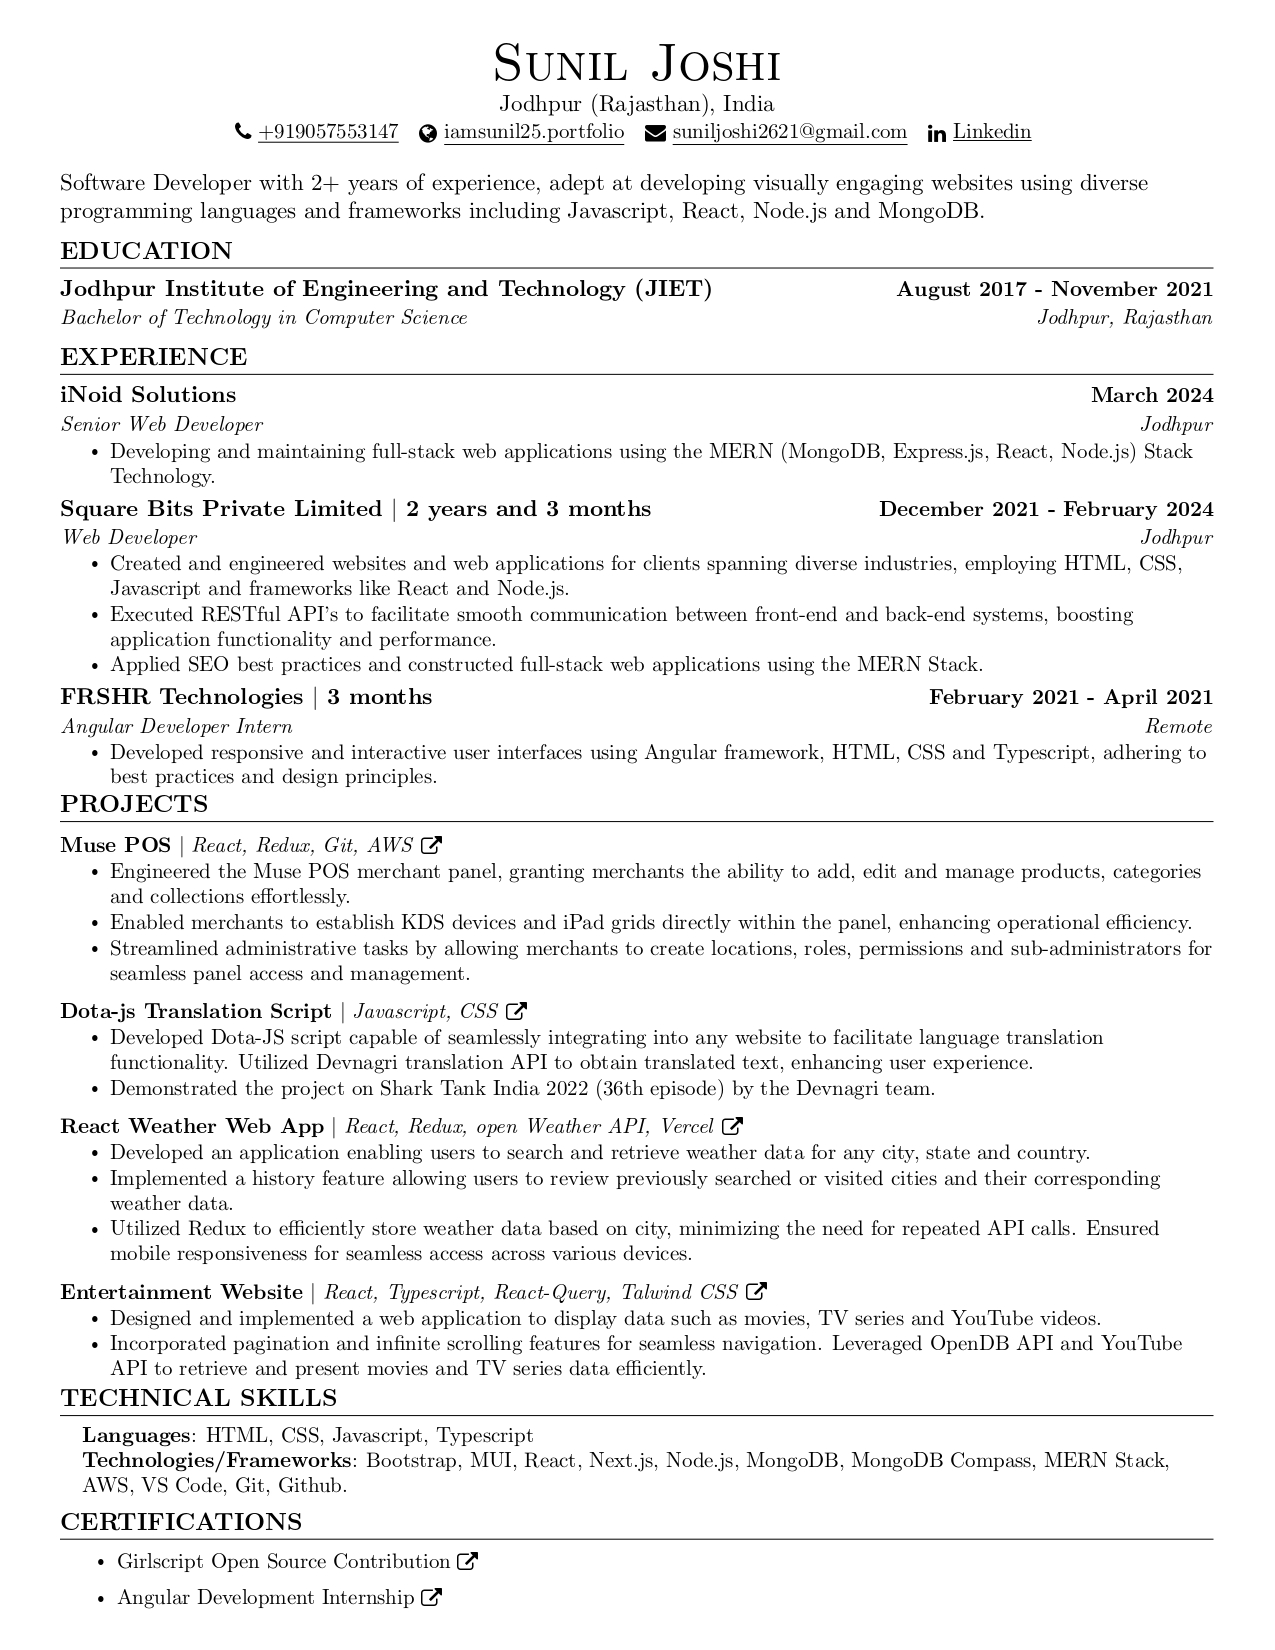 Sunil Joshi
Jodhpur (Rajasthan), India
+919057553147 iamsunil25.portfolio suniljoshi2621@gmail.com Linkedin
Software Developer with 2+ years of experience, adept at developing visually engaging websites using diverse
programming languages and frameworks including Javascript, React, Node.js and MongoDB.
EDUCATION
Jodhpur Institute of Engineering and Technology (JIET) August 2017 - November 2021
Bachelor of Technology in Computer Science Jodhpur, Rajasthan
EXPERIENCE
iNoid Solutions March 2024
Senior Web Developer Jodhpur
• Developing and maintaining full-stack web applications using the MERN (MongoDB, Express.js, React, Node.js) Stack
Technology.
Square Bits Private Limited | 2 years and 3 months December 2021 - February 2024
Web Developer Jodhpur
• Created and engineered websites and web applications for clients spanning diverse industries, employing HTML, CSS,
Javascript and frameworks like React and Node.js.
• Executed RESTful API's to facilitate smooth communication between front-end and back-end systems, boosting
application functionality and performance.
• Applied SEO best practices and constructed full-stack web applications using the MERN Stack.
FRSHR Technologies | 3 months February 2021 - April 2021
Angular Developer Intern Remote
• Developed responsive and interactive user interfaces using Angular framework, HTML, CSS and Typescript, adhering to
best practices and design principles.
PROJECTS
Muse POS | React, Redux, Git, AWS
• Engineered the Muse POS merchant panel, granting merchants the ability to add, edit and manage products, categories
and collections effortlessly.
• Enabled merchants to establish KDS devices and iPad grids directly within the panel, enhancing operational efficiency.
• Streamlined administrative tasks by allowing merchants to create locations, roles, permissions and sub-administrators for
seamless panel access and management.
Dota-js Translation Script | Javascript, CSS
• Developed Dota-JS script capable of seamlessly integrating into any website to facilitate language translation
functionality. Utilized Devnagri translation API to obtain translated text, enhancing user experience.
• Demonstrated the project on Shark Tank India 2022 (36th episode) by the Devnagri team.
React Weather Web App | React, Redux, open Weather API, Vercel
• Developed an application enabling users to search and retrieve weather data for any city, state and country.
• Implemented a history feature allowing users to review previously searched or visited cities and their corresponding
weather data.
• Utilized Redux to efficiently store weather data based on city, minimizing the need for repeated API calls. Ensured
mobile responsiveness for seamless access across various devices.
Entertainment Website | React, Typescript, React-Query, Talwind CSS
• Designed and implemented a web application to display data such as movies, TV series and YouTube videos.
• Incorporated pagination and infinite scrolling features for seamless navigation. Leveraged OpenDB API and YouTube
API to retrieve and present movies and TV series data efficiently.
TECHNICAL SKILLS
Languages: HTML, CSS, Javascript, Typescript
Technologies/Frameworks: Bootstrap, MUI, React, Next.js, Node.js, MongoDB, MongoDB Compass, MERN Stack,
AWS, VS Code, Git, Github.
CERTIFICATIONS
• Girlscript Open Source Contribution
• Angular Development Internship